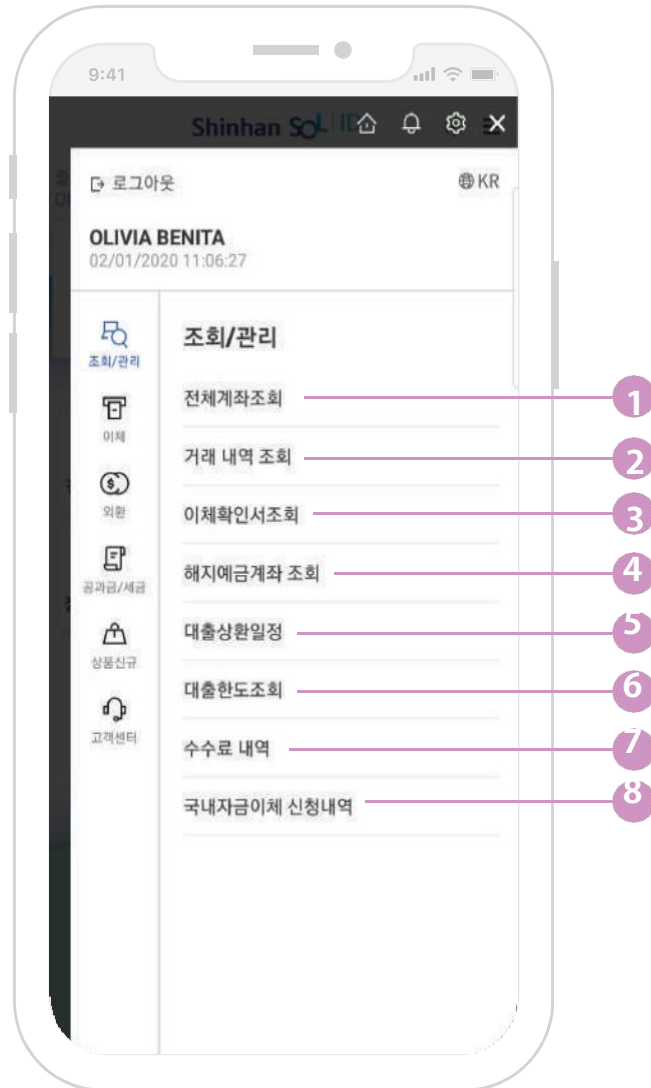 9:41
Shinhan SOL
로그아웃
KR
OLIVIA BENITA
02/01/2020 11:06:27
조회/관리
이체
외환
공과금/세금
상품신규
고객센터
조회/관리
전체계좌조회
1
거래 내역 조회
2
이체확인서조회
3
해지예금계좌 조회
4
대출상환일정
5
대출한도조회
6
수수료 내역
7
국내자금이체 신청내역
8